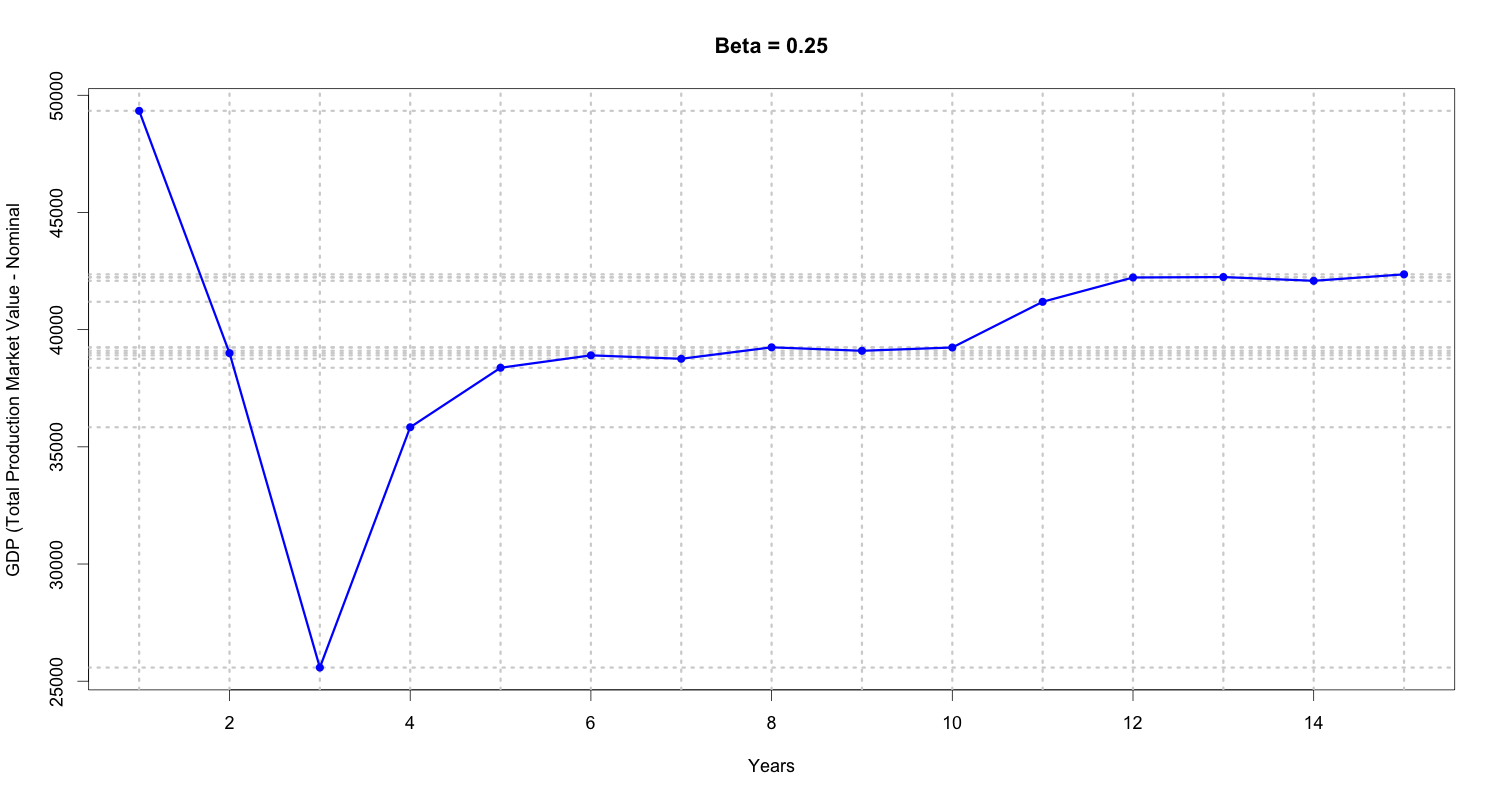 Beta = 0.25
GDP (Total Production Market Value - Nominal
50000
45000
40000
35000
30000
25000
2 4 6 8 10 12 14
Years